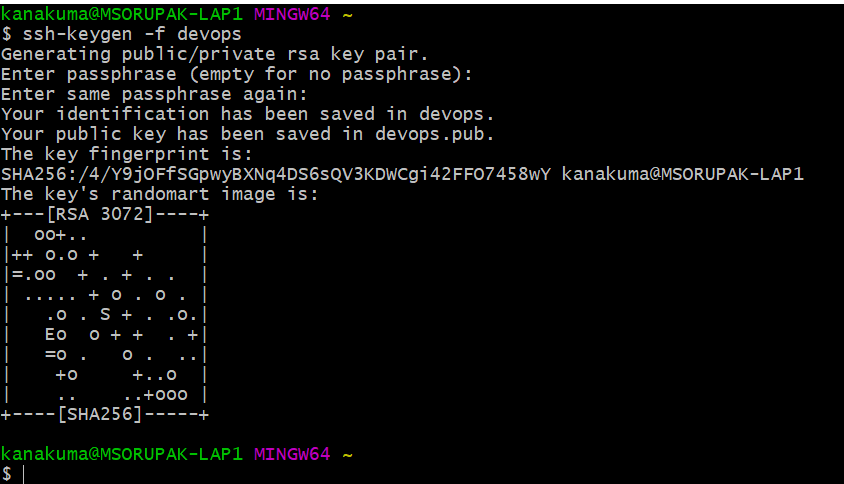 kanakuma@MSORUPAK-LAP1 MINGW64 ~
$ ssh-keygen -f devops
Generating public/private rsa key pair.
Enter passphrase (empty for no passphrase):
Enter same passphrase again:
Your identification has been saved in devops.
Your public key has been saved in devops.pub.
The key fingerprint is:
SHA256:/4/Y9jOFfSGpwyBXNq4DS6sQV3KDWCgi42FFO7458wY kanakuma@MSORUPAK-LAP1
The key's randomart image is:
+---[RSA 3072]----+
|  oo+..          |
|++ o.o +   +     |
|=.oo  + . + . .  |
| ..... + o . o . |
|   .o . S + . .o.|
|   Eo  o + +  . +|
|   =o .   o .  ..|
|    +o     +..o  |
|    ..    ..+ooo |
+----[SHA256]-----+
kanakuma@MSORUPAK-LAP1 MINGW64 ~
$